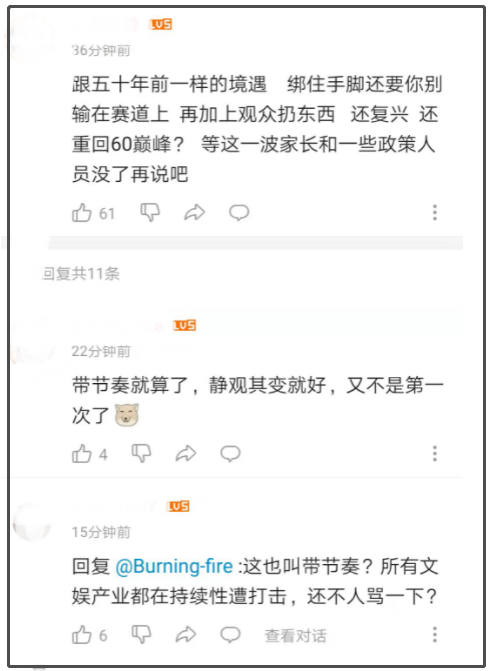 LV5
36分钟前
跟五十年前一样的境遇 绑住手脚还要你别
输在赛道上 再加上观众扔东西 还复兴 还
重回60巅峰？ 等这一波家长和一些政策人
员没了再说吧
61
回复共11条
LV5
22分钟前
带节奏就算了，静观其变就好，又不是第一
次了
4
LV5
15分钟前
回复 @Burning-fire :这也叫带节奏？所有文
娱产业都在持续性遭打击，还不人骂一下？
6 查看对话